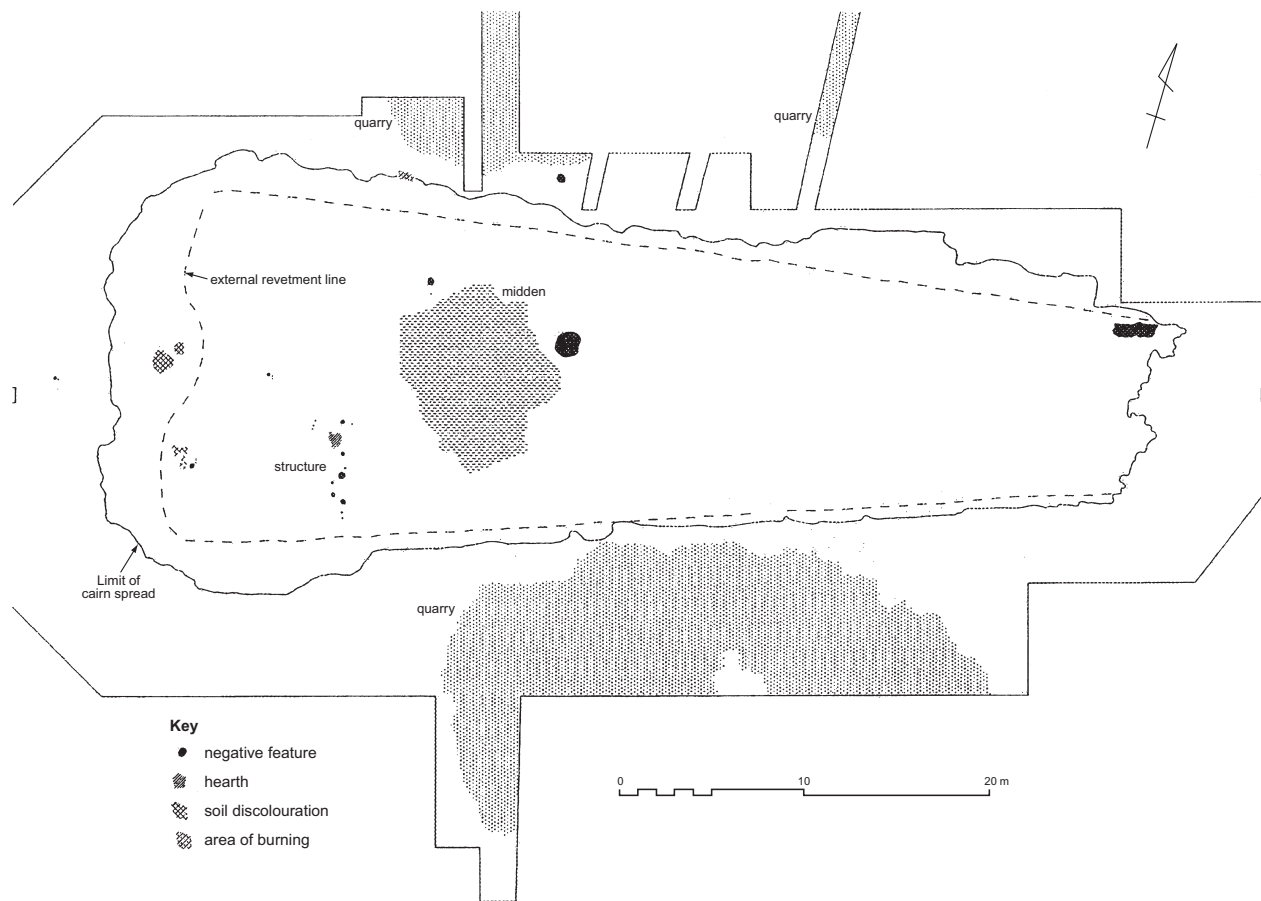 quarry
quarry
external revetment line
midden
structure
Limit of
cairn spread
quarry
Key
negative feature
hearth
soil discolouration
area of burning
0
10
20 m
]